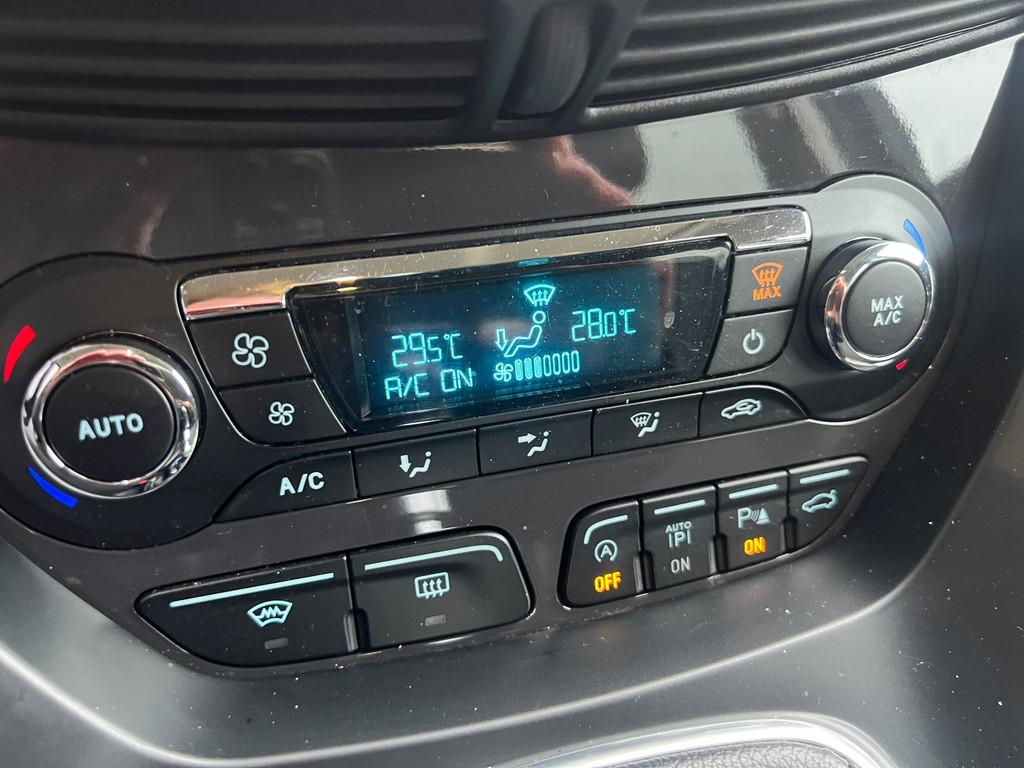 29.5°C
28.0°C
A/C ON
MAX
MAX
A/C
AUTO
A/C
AUTO
P
ON
P
OFF
ON
A